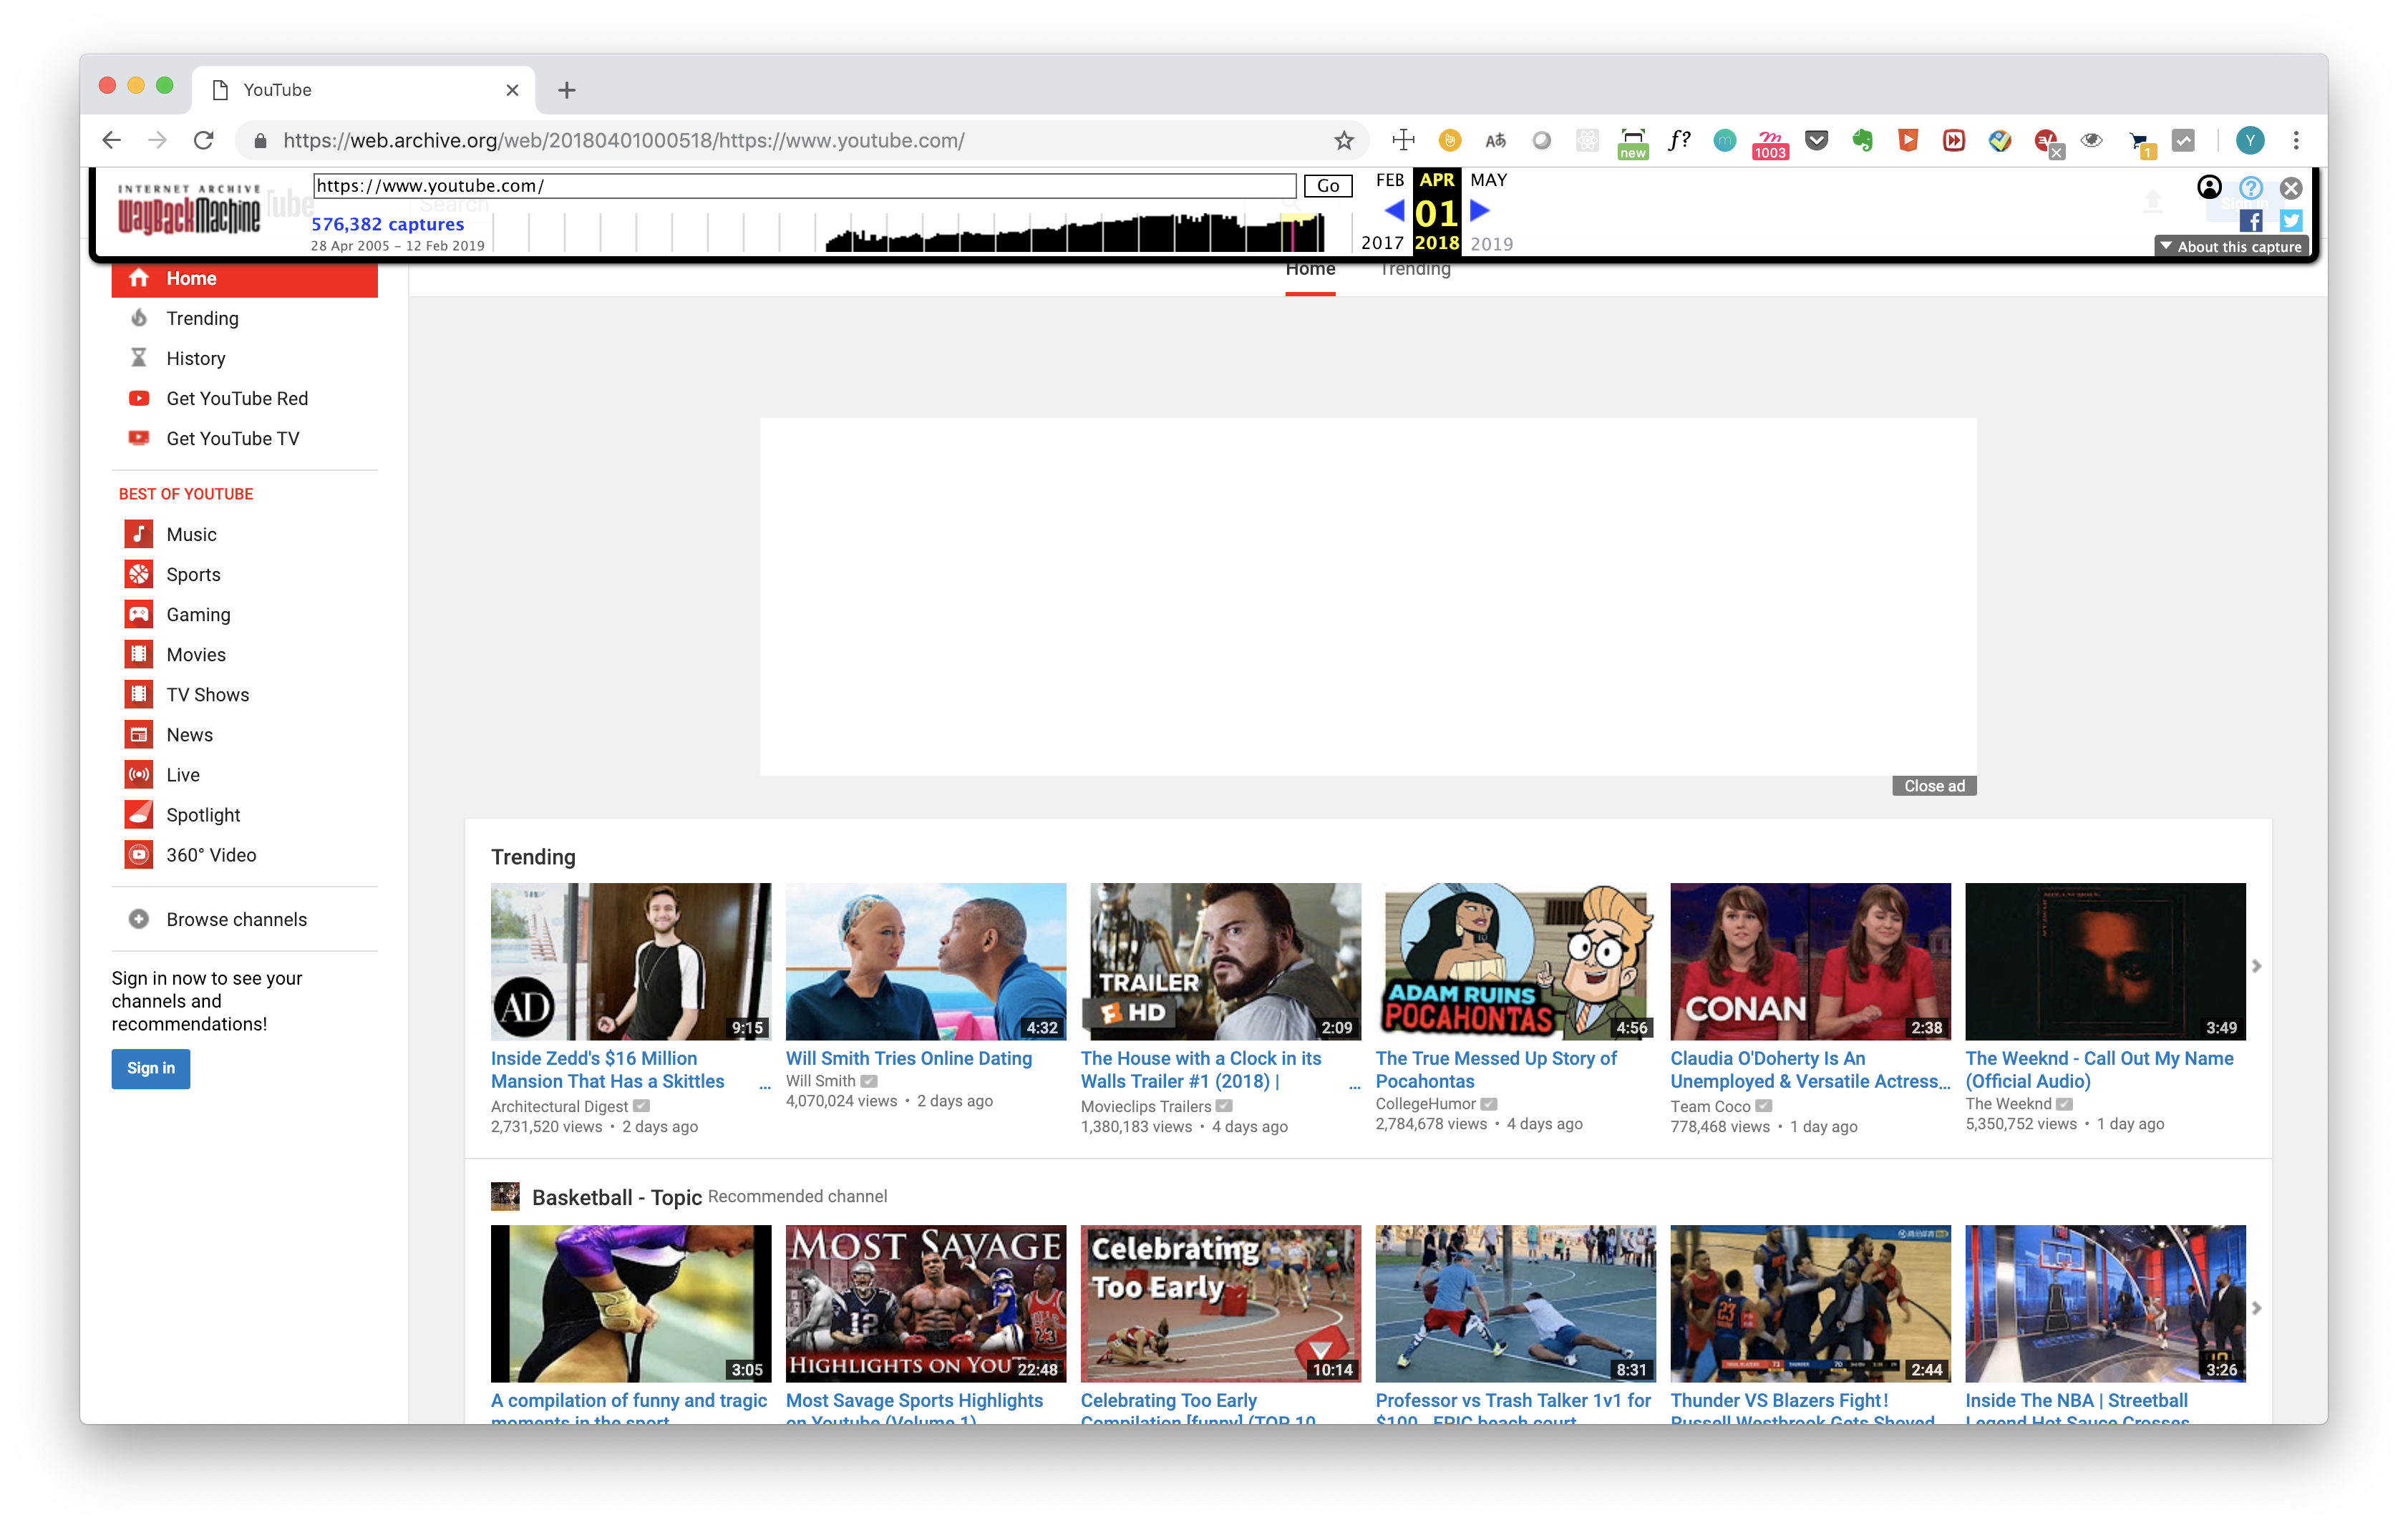 YouTube
https://web.archive.org/web/20180401000518/https://www.youtube.com/
new
1003
1
Y
INTERNET ARCHIVE
WayBackMachine
Tube
https://www.youtube.com/
Go
Search
576,382 captures
28 Apr 2005 – 12 Feb 2019
FEB APR MAY
01
2017 2018 2019
Sign in
About this capture
Home
Trending
History
Get YouTube Red
Get YouTube TV
BEST OF YOUTUBE
Music
Sports
Gaming
Movies
TV Shows
News
Live
Spotlight
360° Video
Browse channels
Sign in now to see your
channels and
recommendations!
Sign in
Home Trending
Close ad
Trending
AD
9:15
Inside Zedd's $16 Million
Mansion That Has a Skittles ...
Architectural Digest
2,731,520 views • 2 days ago
4:32
Will Smith Tries Online Dating
Will Smith
4,070,024 views • 2 days ago
TRAILER
HD
2:09
The House with a Clock in its
Walls Trailer #1 (2018) | ...
Movieclips Trailers
1,380,183 views • 4 days ago
ADAM RUINS
POCAHONTAS
4:56
The True Messed Up Story of
Pocahontas
CollegeHumor
2,784,678 views • 4 days ago
CONAN
2:38
Claudia O'Doherty Is An
Unemployed & Versatile Actress...
Team Coco
778,468 views • 1 day ago
3:49
The Weeknd - Call Out My Name
(Official Audio)
The Weeknd
5,350,752 views • 1 day ago
Basketball - Topic Recommended channel
3:05
A compilation of funny and tragic
moments in the sport
MOST SAVAGE
12
23
HIGHLIGHTS ON YOUT
22:48
Most Savage Sports Highlights
on Youtube (Volume 1)
Celebrating
Too Early
10:14
Celebrating Too Early
Compilation [funny] (TOP 10
8:31
Professor vs Trash Talker 1v1 for
$100.. EPIC beach court
23
2:44
Thunder VS Blazers Fight!
Russell Westbrook Gets Shoved
3:26
Inside The NBA | Streetball
Legend Hot Sauce Crosses